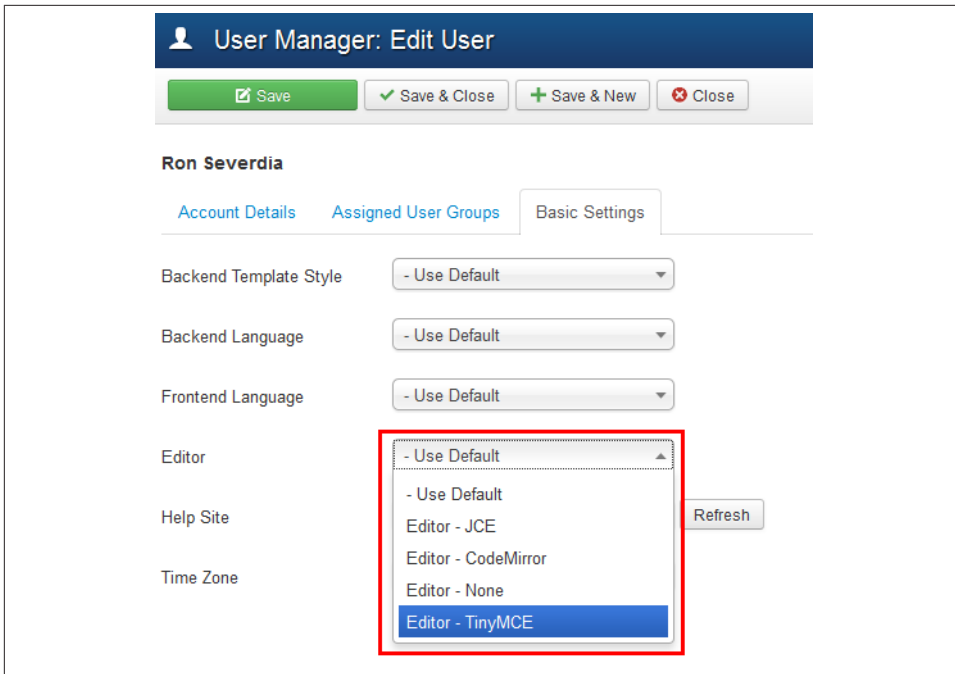 User Manager: Edit User
Save Save & Close Save & New Close
Ron Severdia
Account Details Assigned User Groups Basic Settings
Backend Template Style - Use Default
Backend Language - Use Default
Frontend Language - Use Default
Editor - Use Default
- Use Default
Help Site Refresh
Editor - JCE
Editor - CodeMirror
Time Zone
Editor - None
Editor - TinyMCE